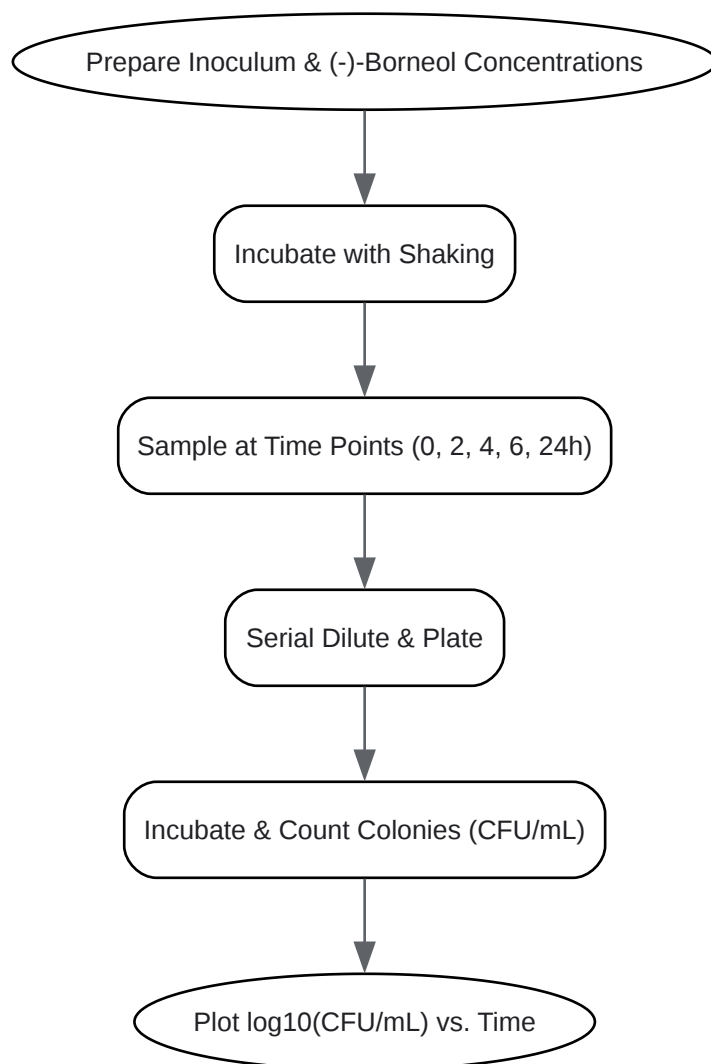 Prepare Inoculum & (-)-Borneol Concentrations
Incubate with Shaking
Sample at Time Points (0, 2, 4, 6, 24h)
Serial Dilute & Plate
Incubate & Count Colonies (CFU/mL)
Plot log10(CFU/mL) vs. Time